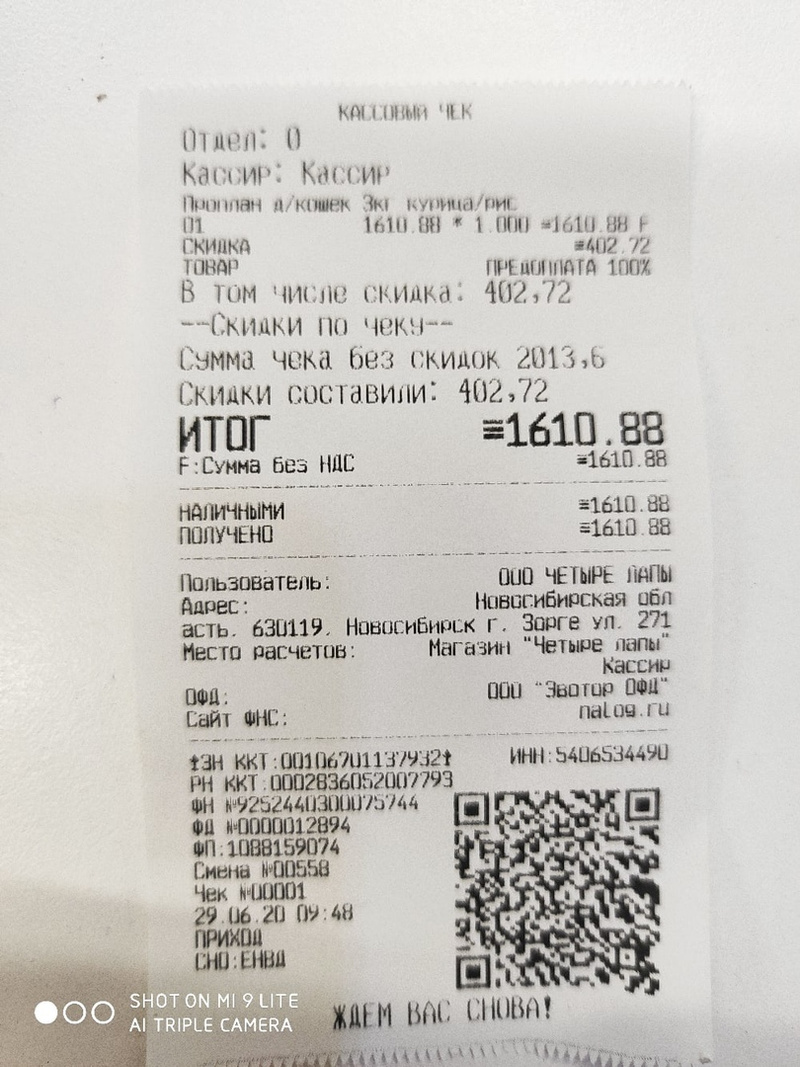 КАССОВЫЙ ЧЕК
Отдел: 0
Кассир: Кассир
Проплан д/кошек 3кг курица/рис
01 1610.88 * 1.000 ≡1610.88 F
СКИДКА ≡402.72
ТОВАР ПРЕДОПЛАТА 100%
В том числе скидка: 402,72
--Скидки по чеку--
Сумма чека без скидок 2013,6
Скидки составили: 402,72
ИТОГ ≡1610.88
F:Сумма без НДС ≡1610.88
НАЛИЧНЫМИ ≡1610.88
ПОЛУЧЕНО ≡1610.88
Пользователь: ООО ЧЕТЫРЕ ЛАПЫ
Адрес: Новосибирская обл
асть, 630119, Новосибирск г, Зорге ул, 271
Место расчетов: Магазин "Четыре лапы"
Кассир
ОФД: ООО "Эвотор ОФД"
Сайт ФНС: nalog.ru
ЗН ККТ:00106701137932 ИНН:5406534490
РН ККТ:0002836052007793
ФН №9252440300075744
ФД №0000012894
ФП:1088159074
Смена №00558
Чек №00001
29.06.20 09:48
ПРИХОД
СНО:ЕНВД
ЖДЕМ ВАС СНОВА!
SHOT ON MI 9 LITE
AI TRIPLE CAMERA